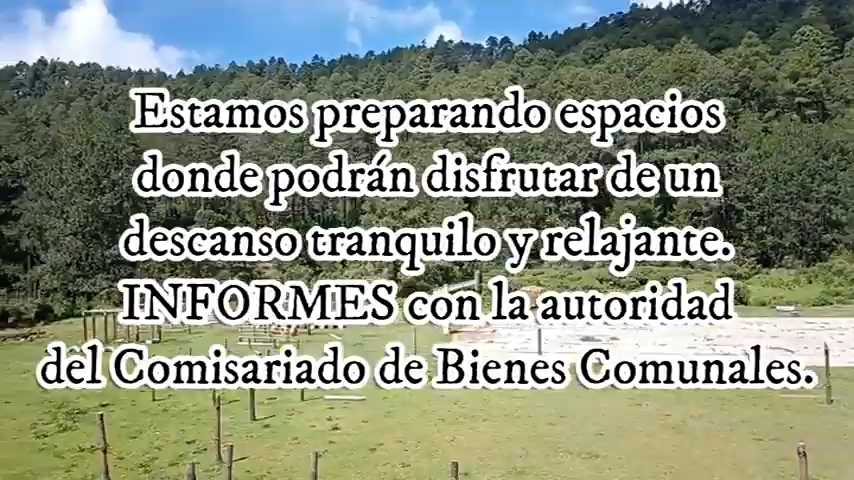 Estamos preparando espacios
donde podrán disfrutar de un
descanso tranquilo y relajante.
INFORMES con la autoridad
del Comisariado de Bienes Comunales.